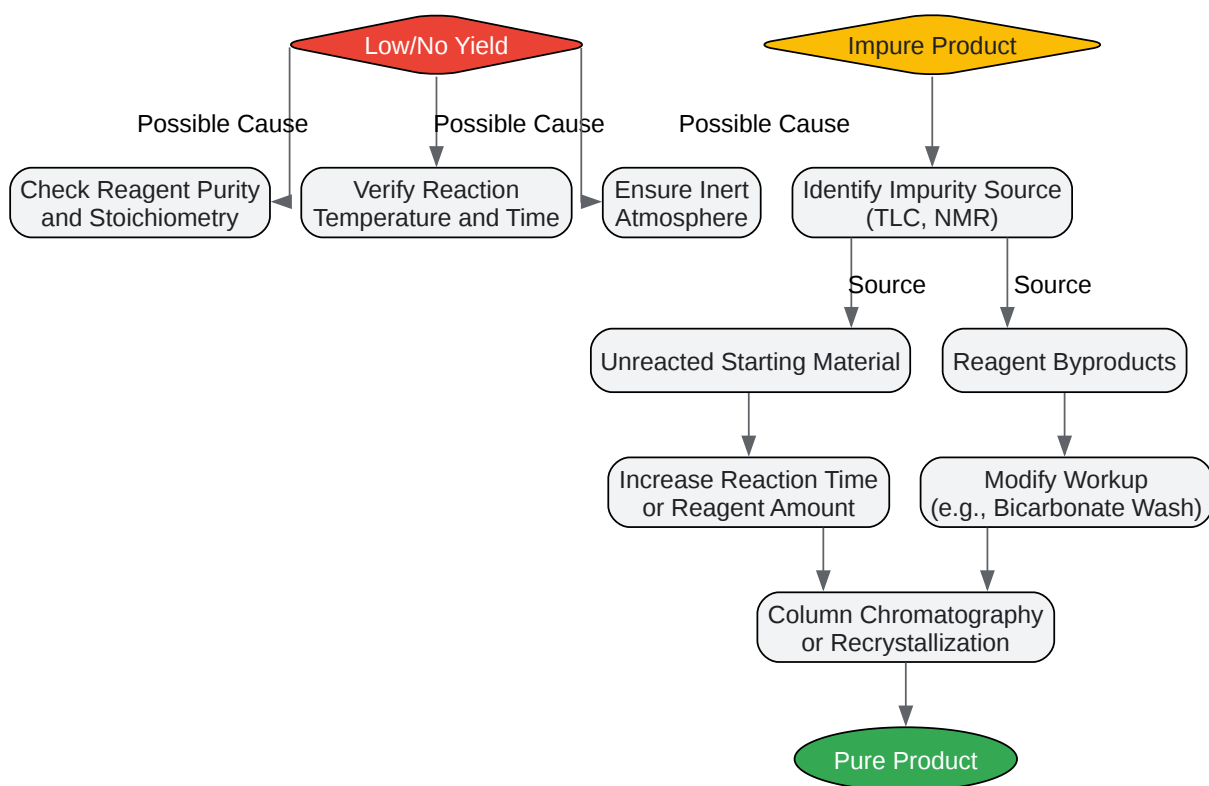 Low/No Yield
Impure Product
Possible Cause
Possible Cause
Possible Cause
Check Reagent Purity
and Stoichiometry
Verify Reaction
Temperature and Time
Ensure Inert
Atmosphere
Identify Impurity Source
(TLC, NMR)
Source
Source
Unreacted Starting Material
Reagent Byproducts
Increase Reaction Time
or Reagent Amount
Modify Workup
(e.g., Bicarbonate Wash)
Column Chromatography
or Recrystallization
Pure Product